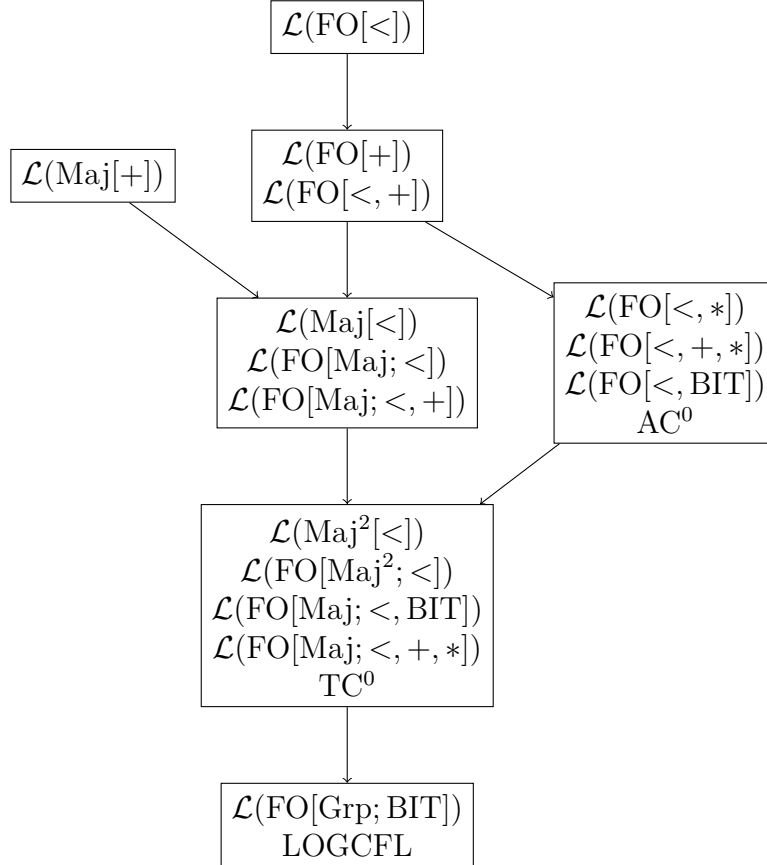 𝓛(FO[<])
𝓛(FO[+])
𝓛(FO[<, +])
𝓛(Maj[+])
𝓛(Maj[<])
𝓛(FO[Maj; <])
𝓛(FO[Maj; <, +])
𝓛(FO[<, ∗])
𝓛(FO[<, +, ∗])
𝓛(FO[<, BIT])
AC⁰
𝓛(Maj²[<])
𝓛(FO[Maj²; <])
𝓛(FO[Maj; <, BIT])
𝓛(FO[Maj; <, +, ∗])
TC⁰
𝓛(FO[Grp; BIT])
LOGCFL